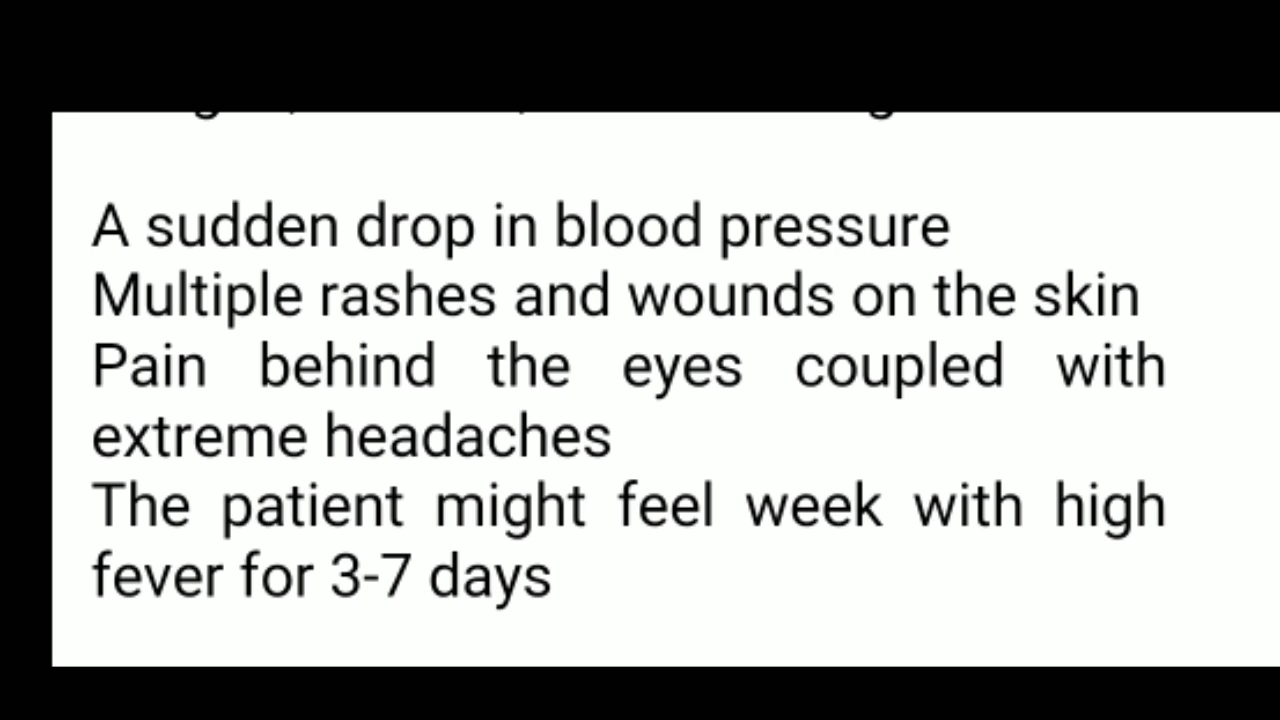 A sudden drop in blood pressure
Multiple rashes and wounds on the skin
Pain behind the eyes coupled with
extreme headaches
The patient might feel week with high
fever for 3-7 days